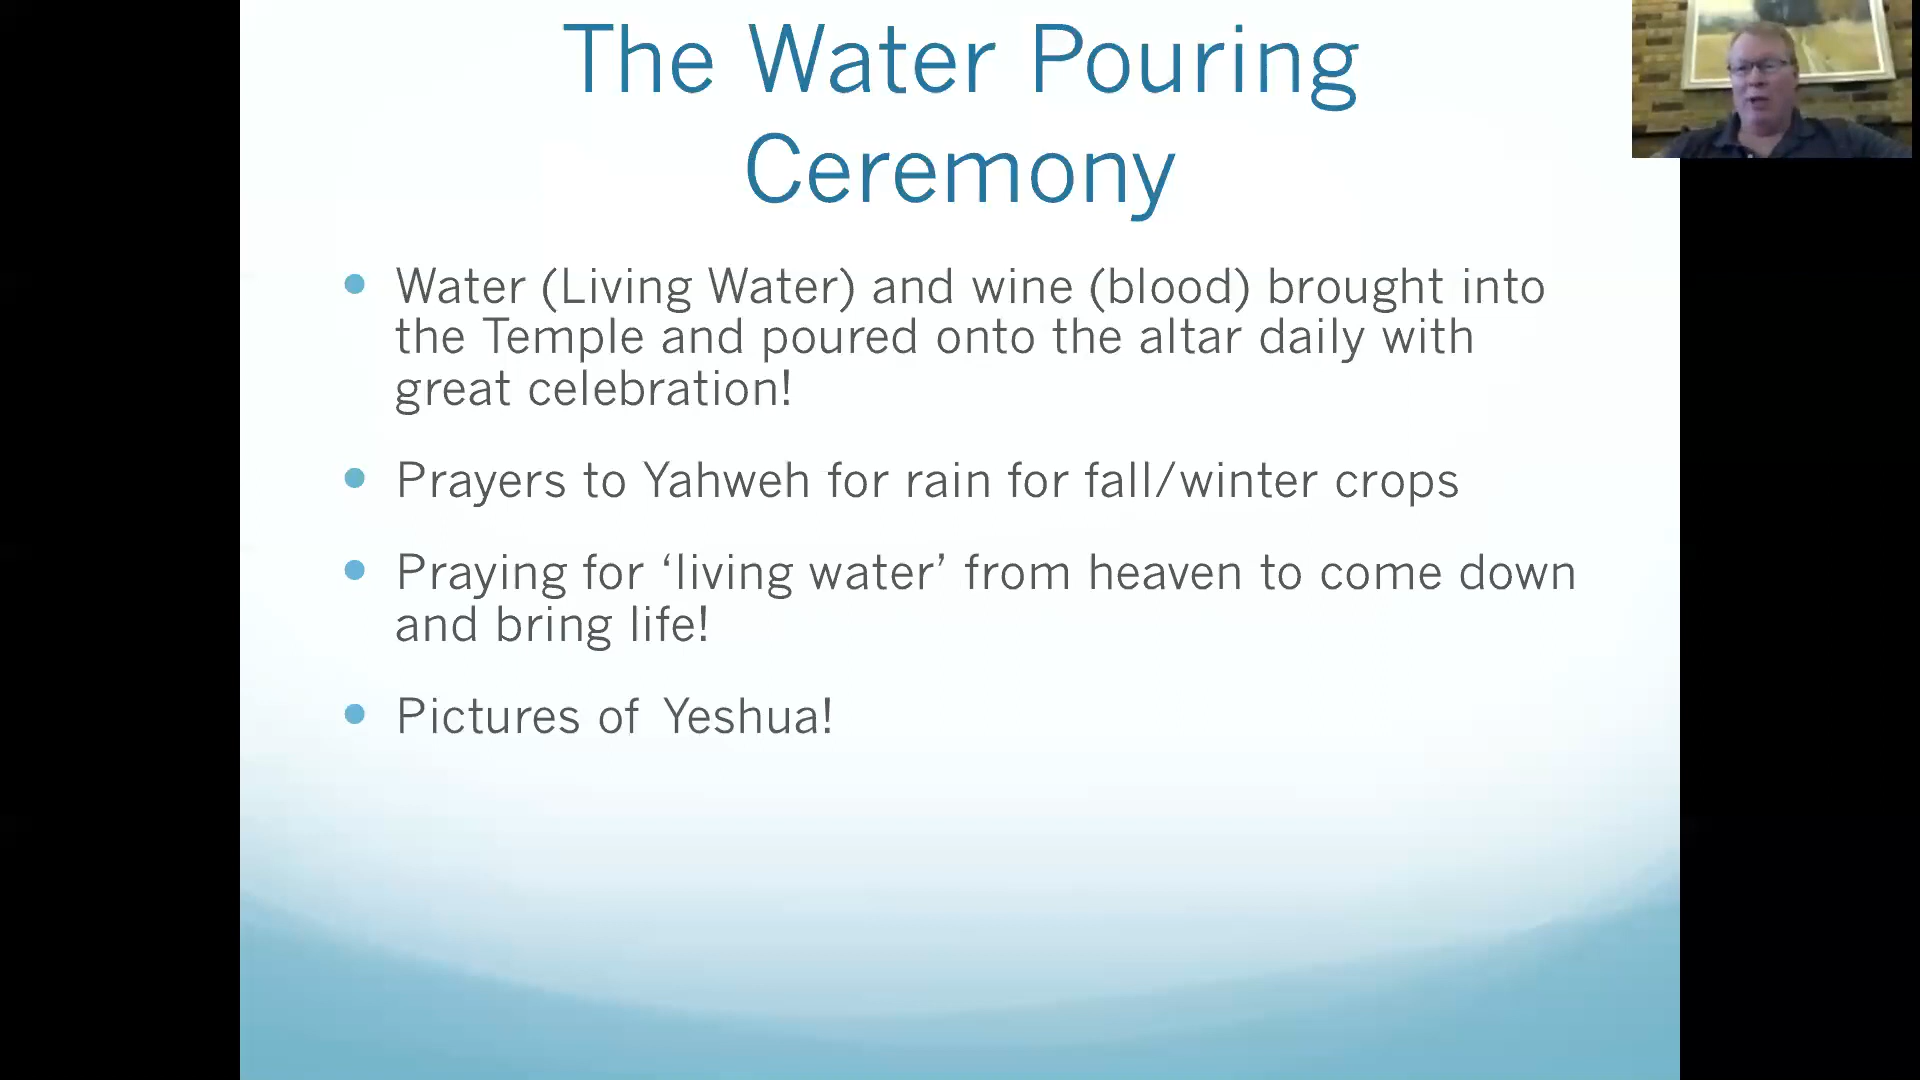 The Water Pouring
Ceremony
• Water (Living Water) and wine (blood) brought into
the Temple and poured onto the altar daily with
great celebration!
• Prayers to Yahweh for rain for fall/winter crops
• Praying for ‘living water’ from heaven to come down
and bring life!
• Pictures of Yeshua!